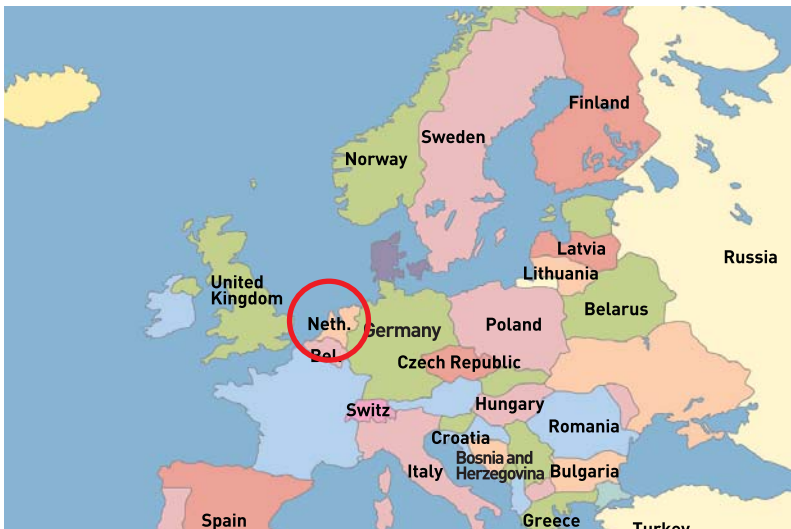 Finland
Sweden
Norway
Latvia
Russia
Lithuania
United
Kingdom
Belarus
Neth.
Germany
Poland
Bel.
Czech Republic
Switz
Hungary
Romania
Croatia
Bosnia and
Herzegovina
Italy
Bulgaria
Spain
Greece
Turkey